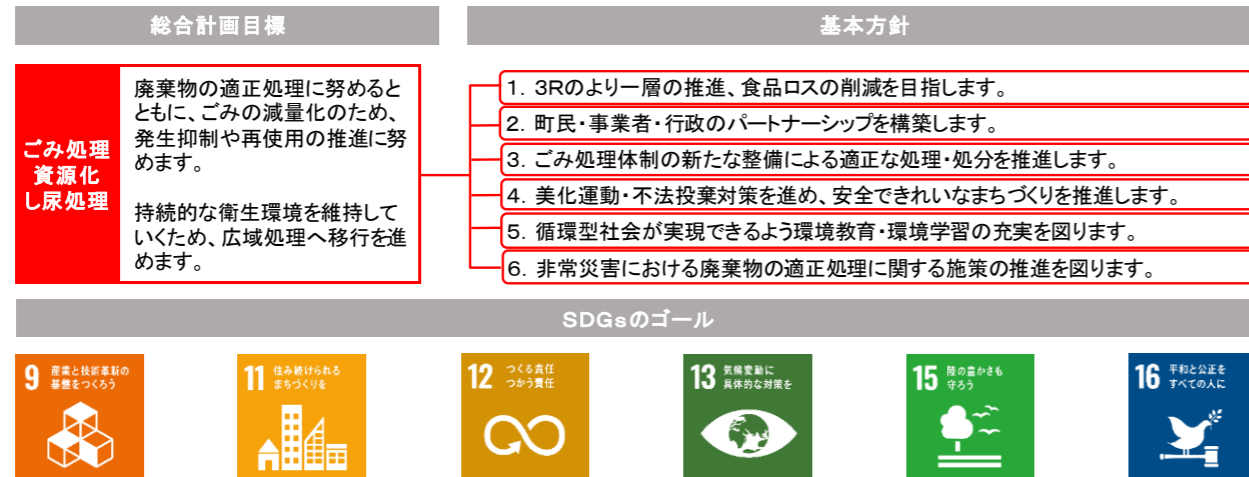 総合計画目標
基本方針
ごみ処理
資源化
し尿処理
廃棄物の適正処理に努めると
ともに、ごみの減量化のため、
発生抑制や再使用の推進に努
めます。
持続的な衛生環境を維持して
いくため、広域処理へ移行を進
めます。
1．3Rのより一層の推進、食品ロスの削減を目指します。
2．町民・事業者・行政のパートナーシップを構築します。
3．ごみ処理体制の新たな整備による適正な処理・処分を推進します。
4．美化運動・不法投棄対策を進め、安全できれいなまちづくりを推進します。
5．循環型社会が実現できるよう環境教育・環境学習の充実を図ります。
6．非常災害における廃棄物の適正処理に関する施策の推進を図ります。
SDGsのゴール
9 産業と技術革新の
基盤をつくろう
11 住み続けられる
まちづくりを
12 つくる責任
つかう責任
13 気候変動に
具体的な対策を
15 陸の豊かさも
守ろう
16 平和と公正を
すべての人に